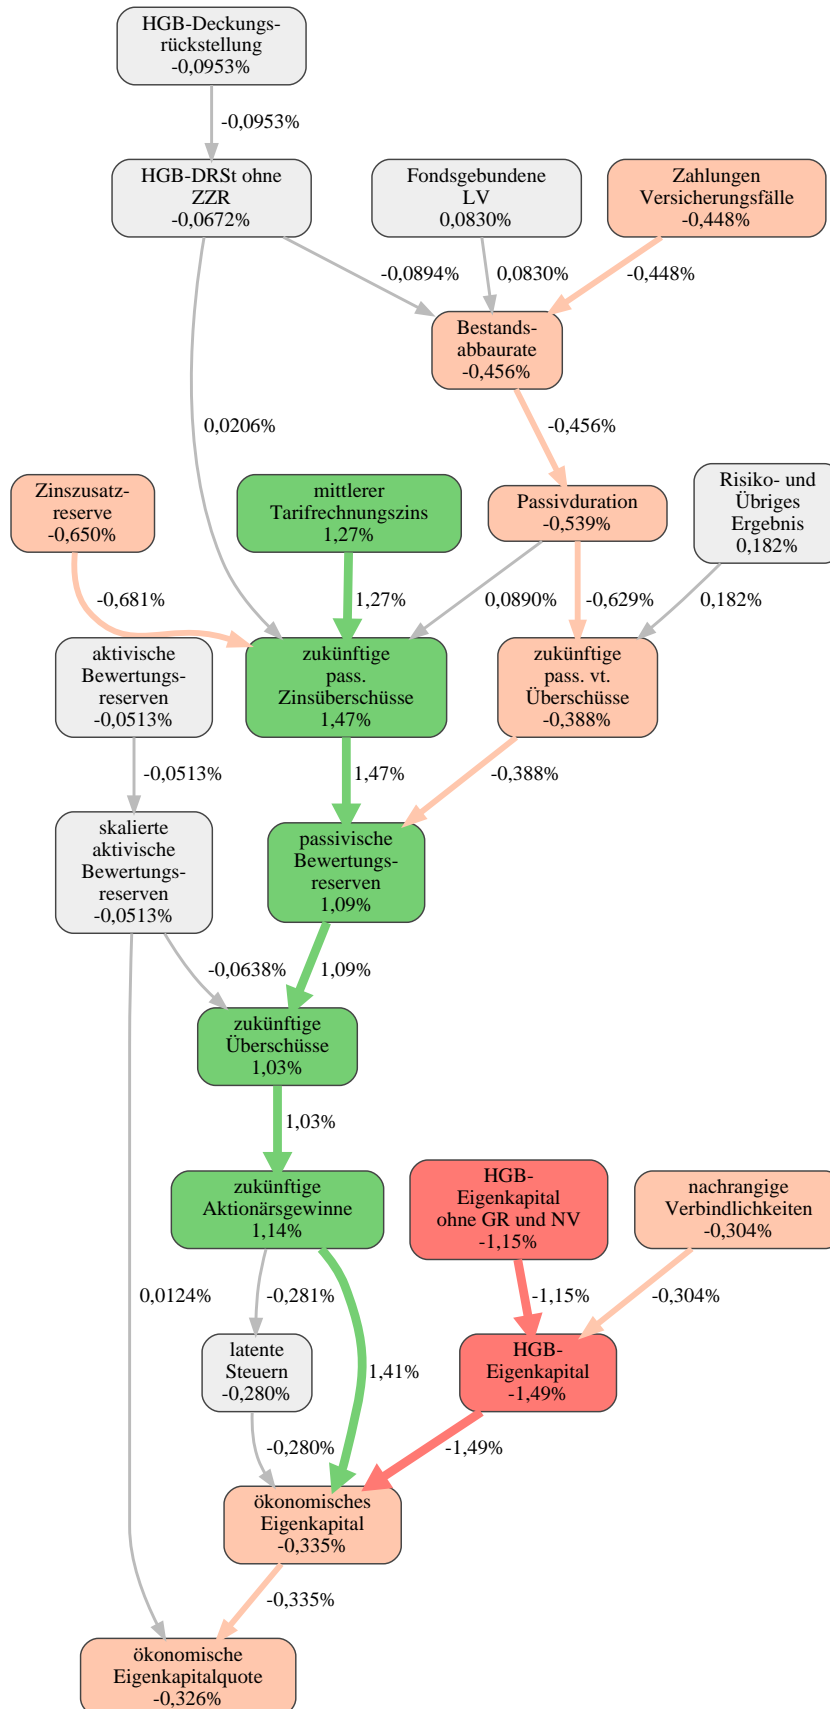 HGB-Deckungs-
rückstellung
-0,0953%
-0,0953%
HGB-DRSt ohne
ZZR
-0,0672%
Fondsgebundene
LV
0,0830%
Zahlungen
Versicherungsfälle
-0,448%
-0,0894%
0,0830%
-0,448%
Bestands-
abbaurate
-0,456%
0,0206%
-0,456%
Zinszusatz-
reserve
-0,650%
mittlerer
Tarifrechnungszins
1,27%
Passivduration
-0,539%
Risiko- und
Übriges
Ergebnis
0,182%
-0,681%
1,27%
0,0890%
-0,629%
0,182%
aktivische
Bewertungs-
reserven
-0,0513%
zukünftige
pass.
Zinsüberschüsse
1,47%
zukünftige
pass. vt.
Überschüsse
-0,388%
-0,0513%
1,47%
-0,388%
skalierte
aktivische
Bewertungs-
reserven
-0,0513%
passivische
Bewertungs-
reserven
1,09%
-0,0638%
1,09%
zukünftige
Überschüsse
1,03%
1,03%
zukünftige
Aktionärsgewinne
1,14%
HGB-
Eigenkapital
ohne GR und NV
-1,15%
nachrangige
Verbindlichkeiten
-0,304%
0,0124%
-0,281%
-1,15%
-0,304%
latente
Steuern
-0,280%
1,41%
HGB-
Eigenkapital
-1,49%
-0,280%
-1,49%
ökonomisches
Eigenkapital
-0,335%
-0,335%
ökonomische
Eigenkapitalquote
-0,326%